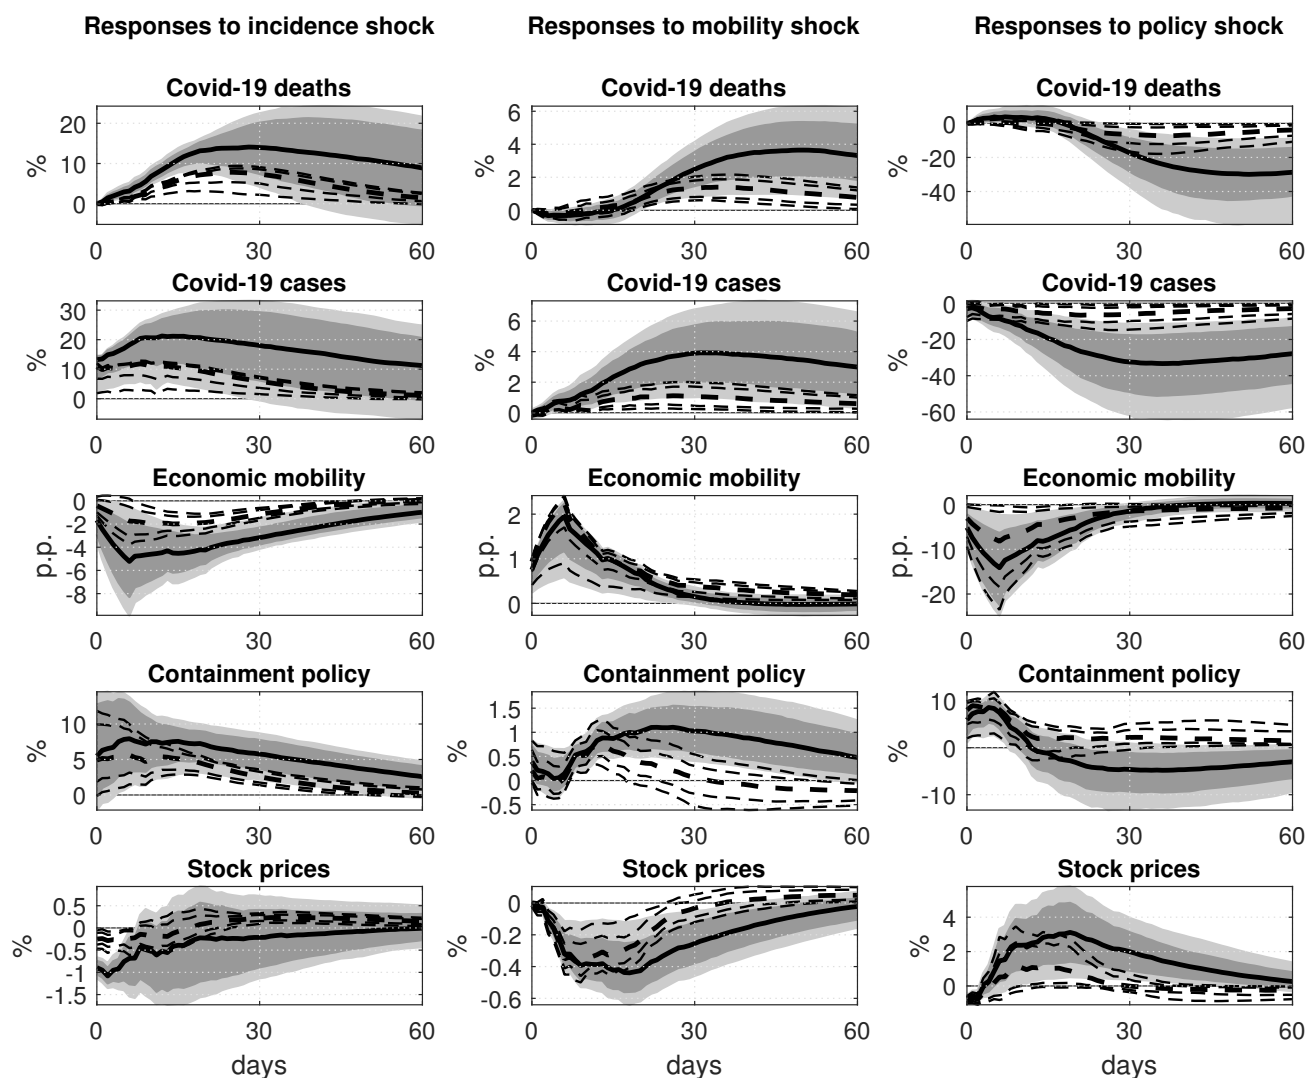 Responses to incidence shock Responses to mobility shock Responses to policy shock
Covid-19 deaths Covid-19 deaths Covid-19 deaths
20
10
0
%
0 30 60
6
4
2
0
%
0 30 60
0
-20
-40
%
0 30 60
Covid-19 cases Covid-19 cases Covid-19 cases
30
20
10
0
%
0 30 60
6
4
2
0
%
0 30 60
0
-20
-40
-60
%
0 30 60
Economic mobility Economic mobility Economic mobility
0
-2
-4
-6
-8
p.p.
0 30 60
2
1
0
p.p.
0 30 60
0
-10
-20
p.p.
0 30 60
Containment policy Containment policy Containment policy
10
5
0
%
0 30 60
1.5
1
0.5
0
-0.5
%
0 30 60
10
0
-10
%
0 30 60
Stock prices Stock prices Stock prices
0.5
0
-0.5
-1
-1.5
%
0 30 60
days
0
-0.2
-0.4
-0.6
%
0 30 60
days
4
2
0
%
0 30 60
days